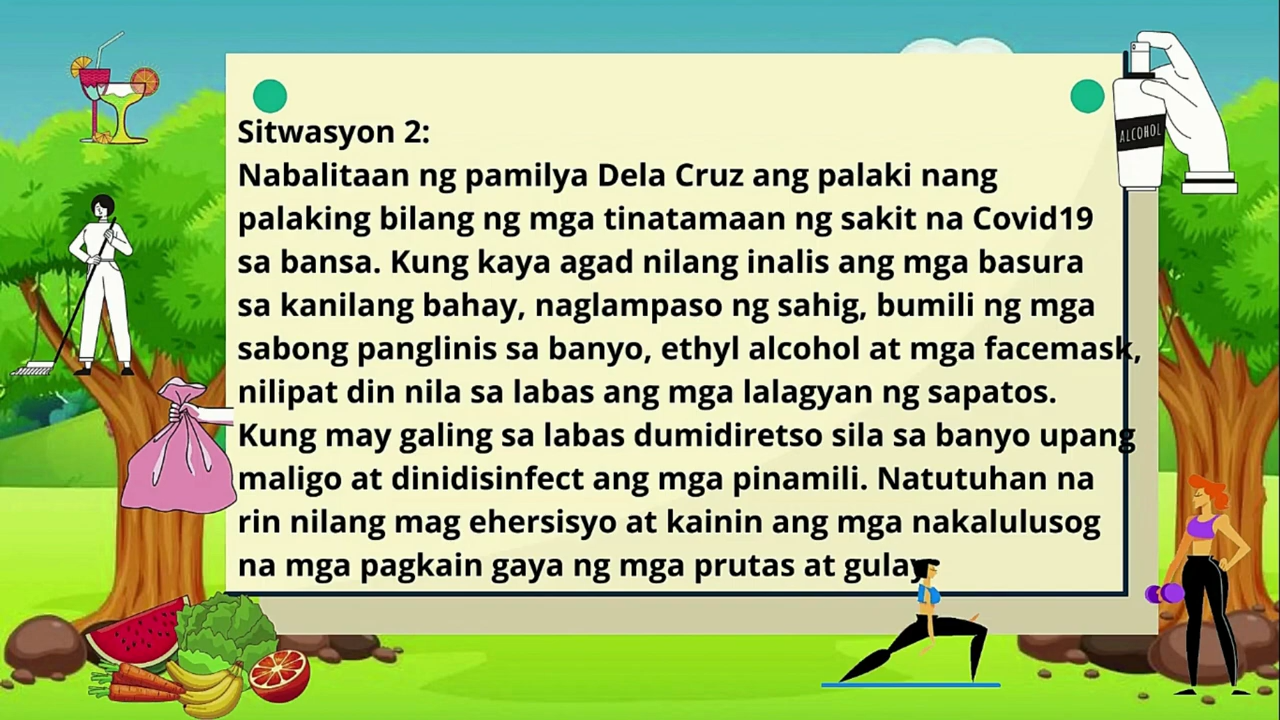 Sitwasyon 2:
Nabalitaan ng pamilya Dela Cruz ang palaki nang
palaking bilang ng mga tinatamaan ng sakit na Covid19
sa bansa. Kung kaya agad nilang inalis ang mga basura
sa kanilang bahay, naglampaso ng sahig, bumili ng mga
sabong panglinis sa banyo, ethyl alcohol at mga facemask,
nilipat din nila sa labas ang mga lalagyan ng sapatos.
Kung may galing sa labas dumidiretso sila sa banyo upang
maligo at dinidisinfect ang mga pinamili. Natutuhan na
rin nilang mag ehersisyo at kainin ang mga nakalulusog
na mga pagkain gaya ng mga prutas at gulay
ALCOHOL